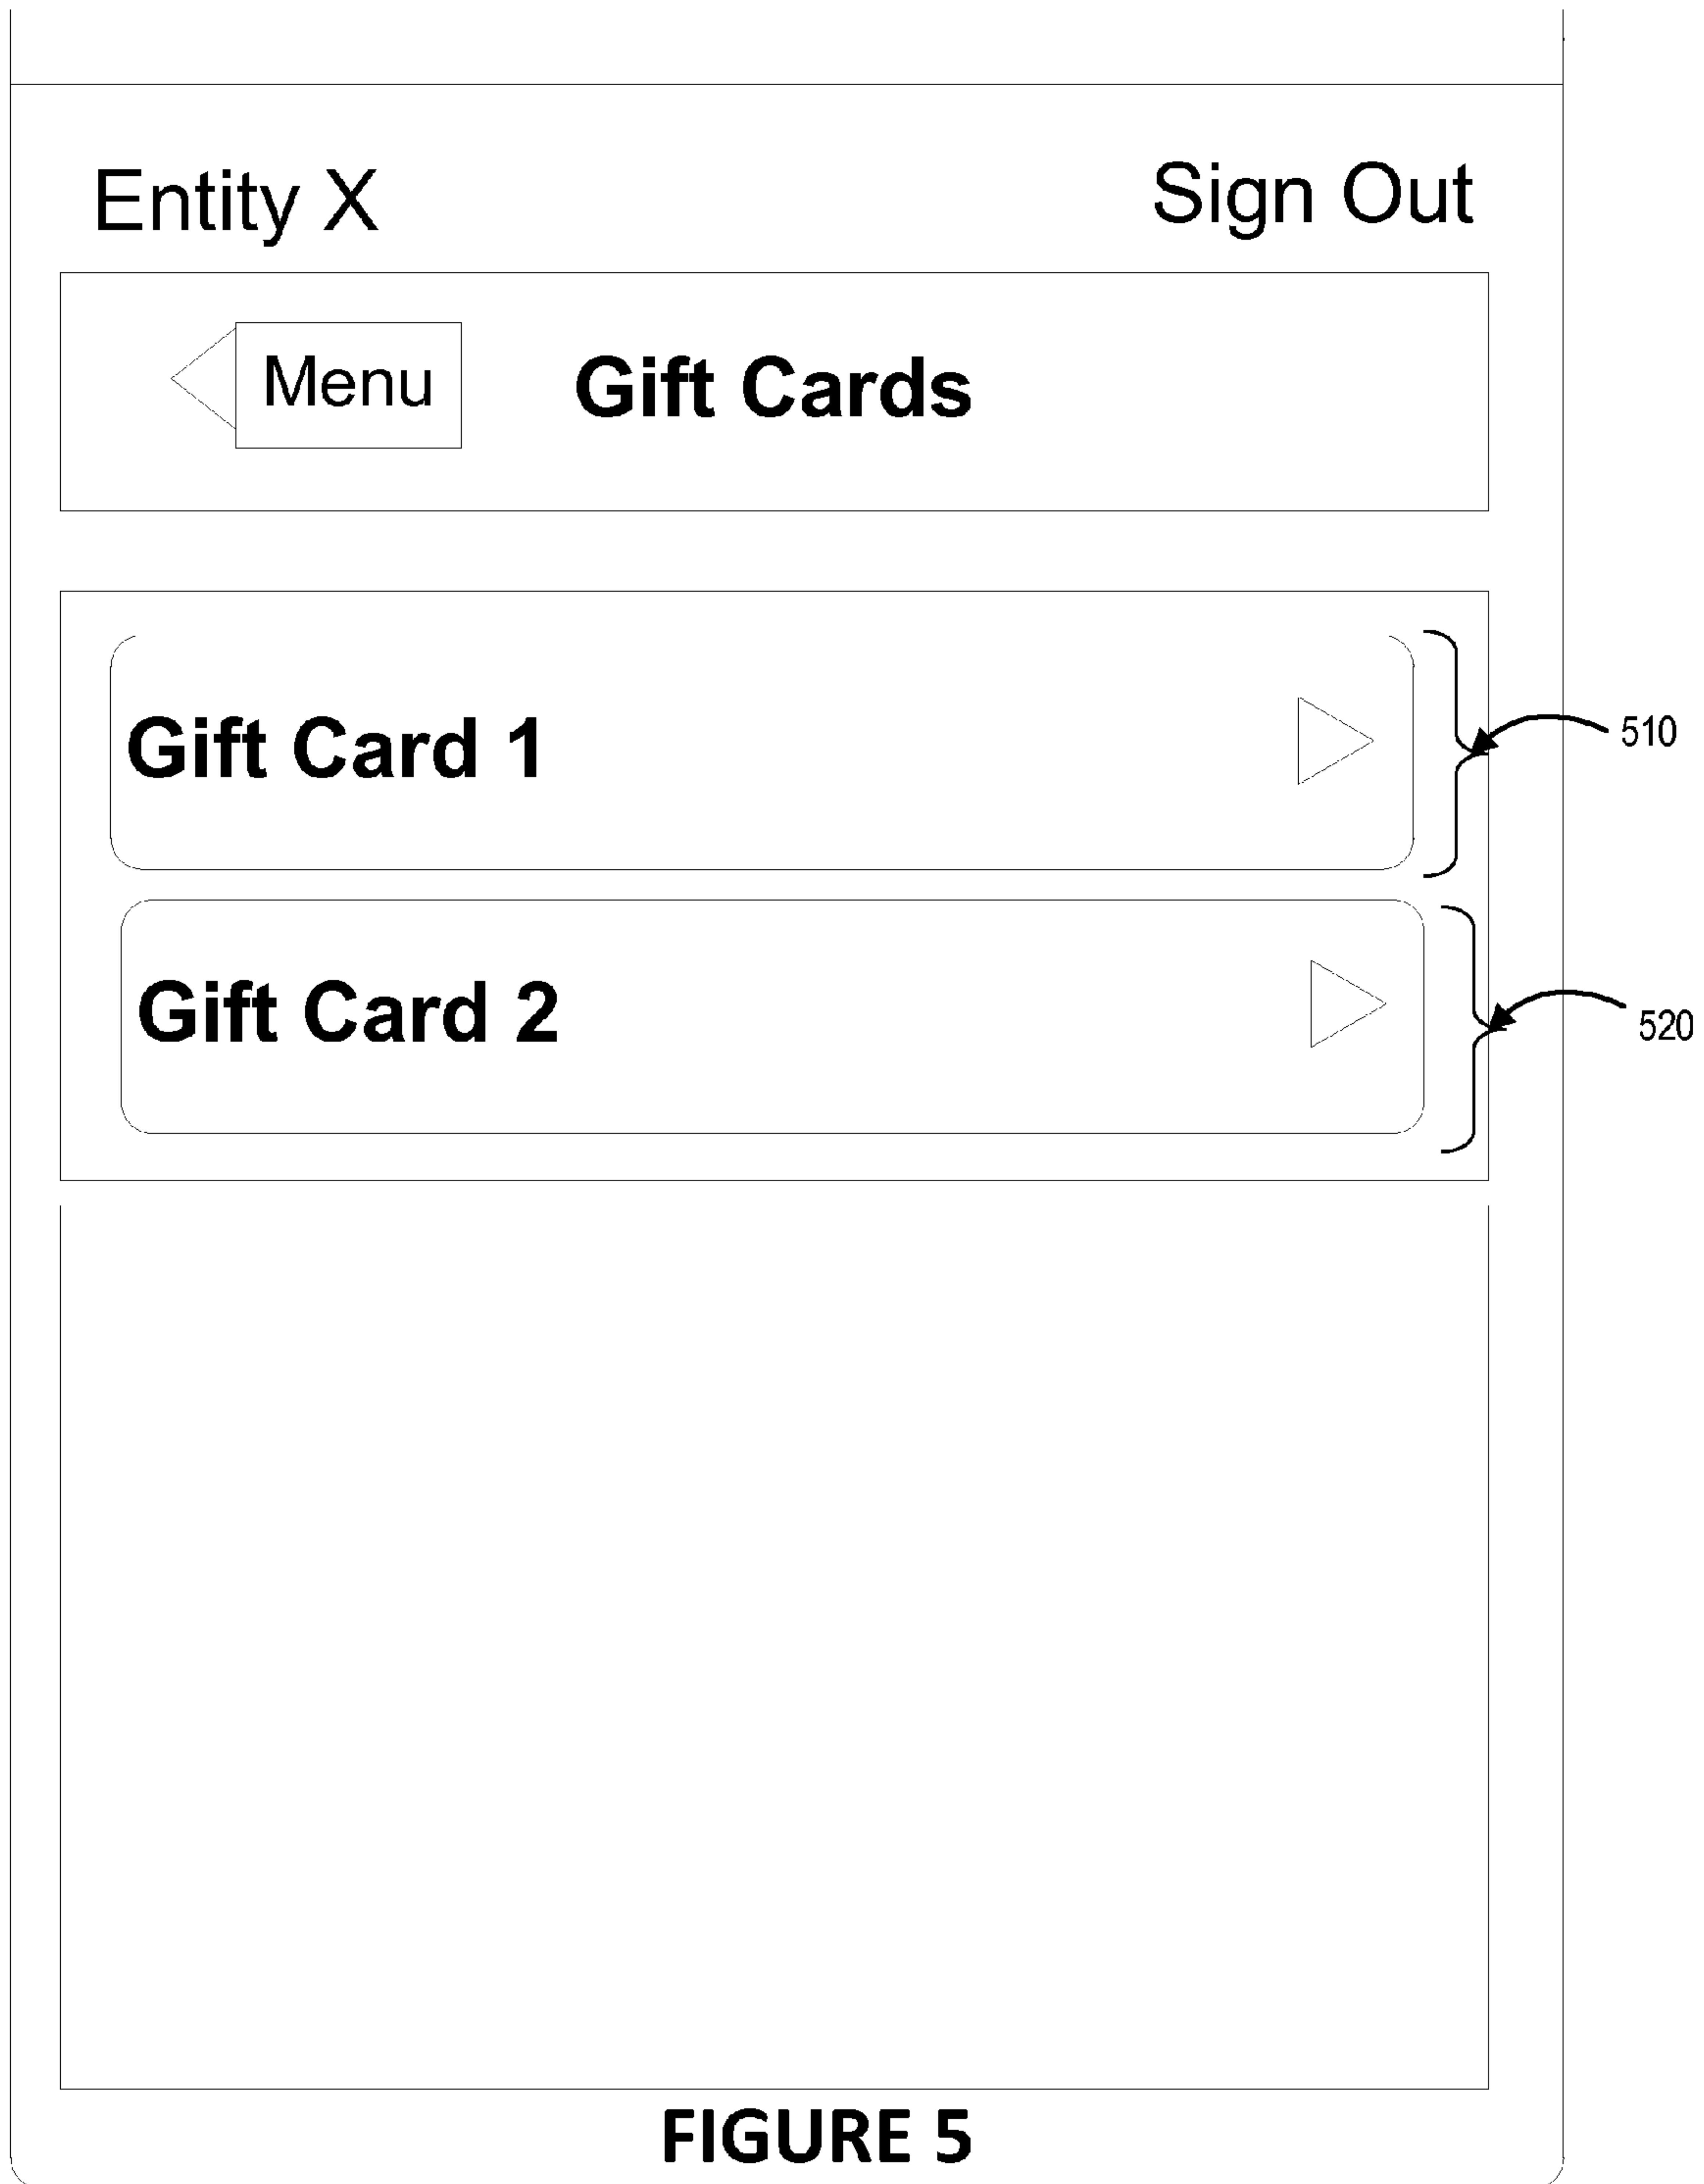 Entity X Sign Out
Menu Gift Cards
Gift Card 1
510
Gift Card 2
520
FIGURE 5